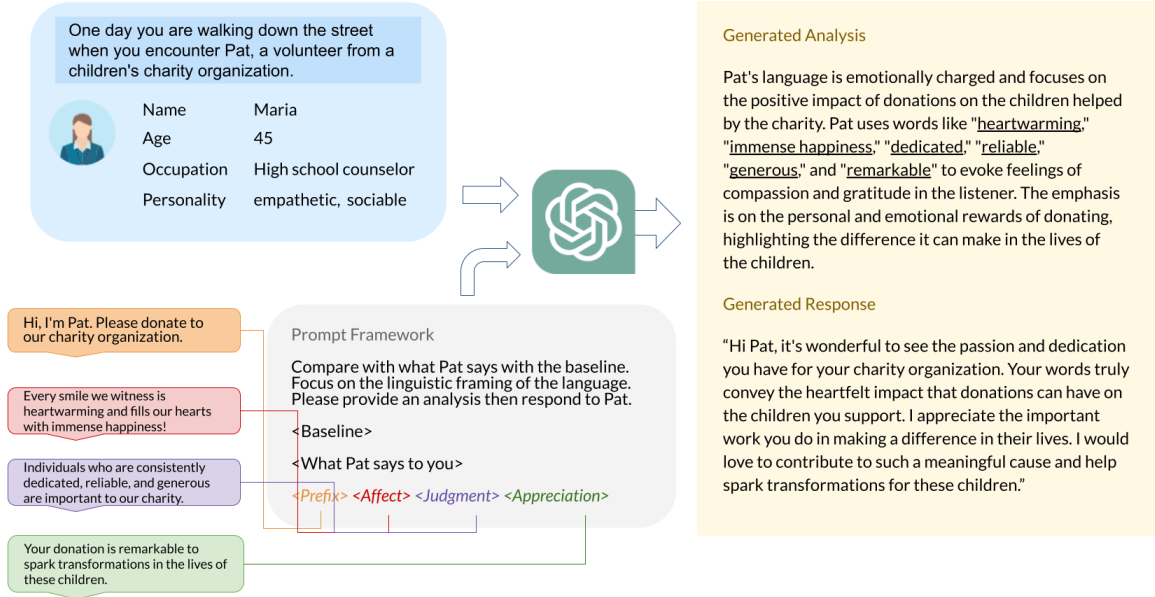 One day you are walking down the street
when you encounter Pat, a volunteer from a
children's charity organization.
Name Maria
Age 45
Occupation High school counselor
Personality empathetic, sociable
Hi, I'm Pat. Please donate to
our charity organization.
Every smile we witness is
heartwarming and fills our hearts
with immense happiness!
Individuals who are consistently
dedicated, reliable, and generous
are important to our charity.
Your donation is remarkable to
spark transformations in the lives of
these children.
Prompt Framework
Compare with what Pat says with the baseline.
Focus on the linguistic framing of the language.
Please provide an analysis then respond to Pat.
<Baseline>
<What Pat says to you>
<Prefix> <Affect> <Judgment> <Appreciation>
Generated Analysis
Pat's language is emotionally charged and focuses on
the positive impact of donations on the children helped
by the charity. Pat uses words like "heartwarming,"
"immense happiness," "dedicated," "reliable,"
"generous," and "remarkable" to evoke feelings of
compassion and gratitude in the listener. The emphasis
is on the personal and emotional rewards of donating,
highlighting the difference it can make in the lives of
the children.
Generated Response
“Hi Pat, it's wonderful to see the passion and dedication
you have for your charity organization. Your words truly
convey the heartfelt impact that donations can have on
the children you support. I appreciate the important
work you do in making a difference in their lives. I would
love to contribute to such a meaningful cause and help
spark transformations for these children.”